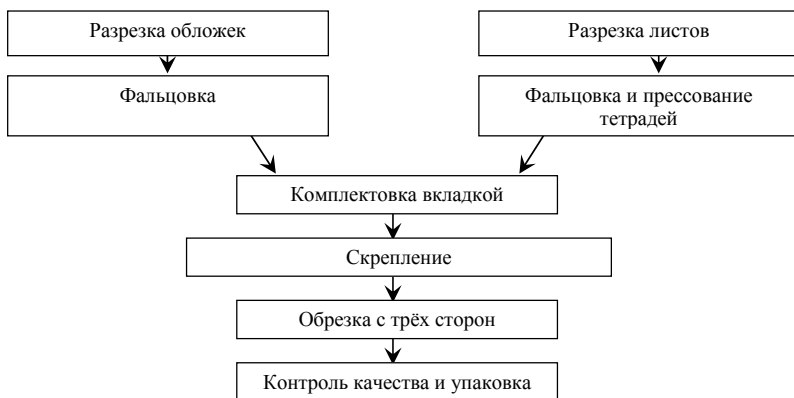 Разрезка обложек
Разрезка листов
Фальцовка
Фальцовка и прессование
тетрадей
Комплектовка вкладкой
Скрепление
Обрезка с трёх сторон
Контроль качества и упаковка